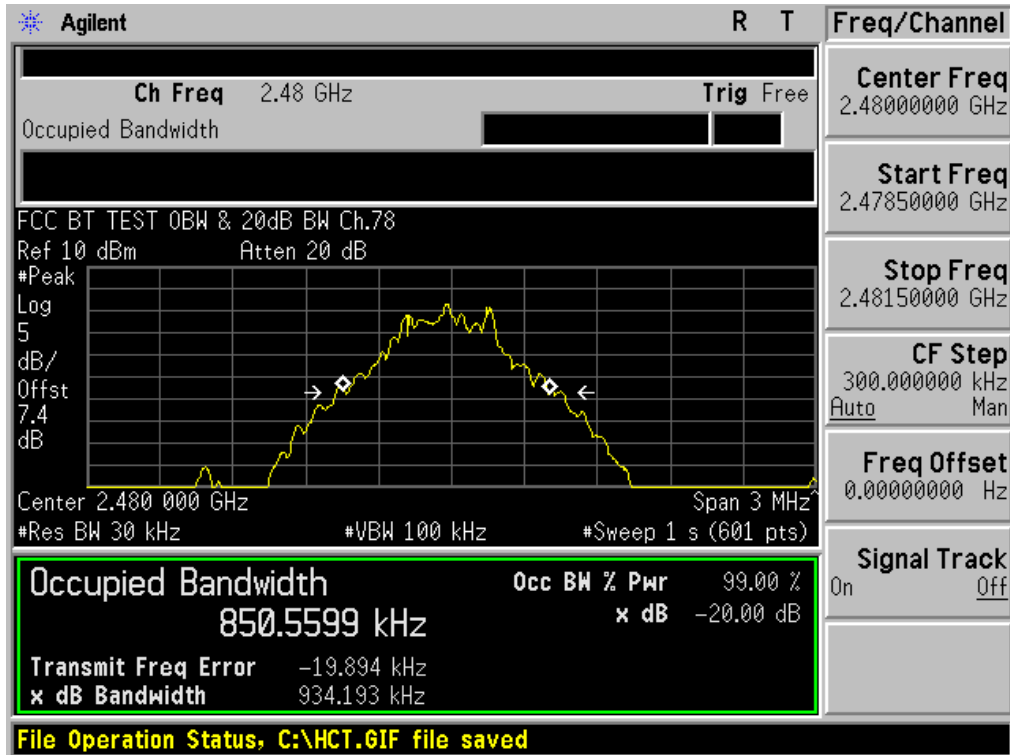 Agilent R T Freq/Channel
Ch Freq 2.48 GHz Trig Free
Occupied Bandwidth
Center Freq
2.48000000 GHz
Start Freq
2.47850000 GHz
Stop Freq
2.48150000 GHz
CF Step
300.000000 kHz
Auto Man
Freq Offset
0.00000000 Hz
Signal Track
On Off
FCC BT TEST OBW & 20dB BW Ch.78
Ref 10 dBm Atten 20 dB
#Peak
Log
5
dB/
Offst
7.4
dB
Center 2.480 000 GHz Span 3 MHz^
#Res BW 30 kHz #VBW 100 kHz #Sweep 1 s (601 pts)
Occupied Bandwidth
850.5599 kHz
Occ BW % Pwr 99.00 %
x dB -20.00 dB
Transmit Freq Error -19.894 kHz
x dB Bandwidth 934.193 kHz
File Operation Status, C:\HCT.GIF file saved